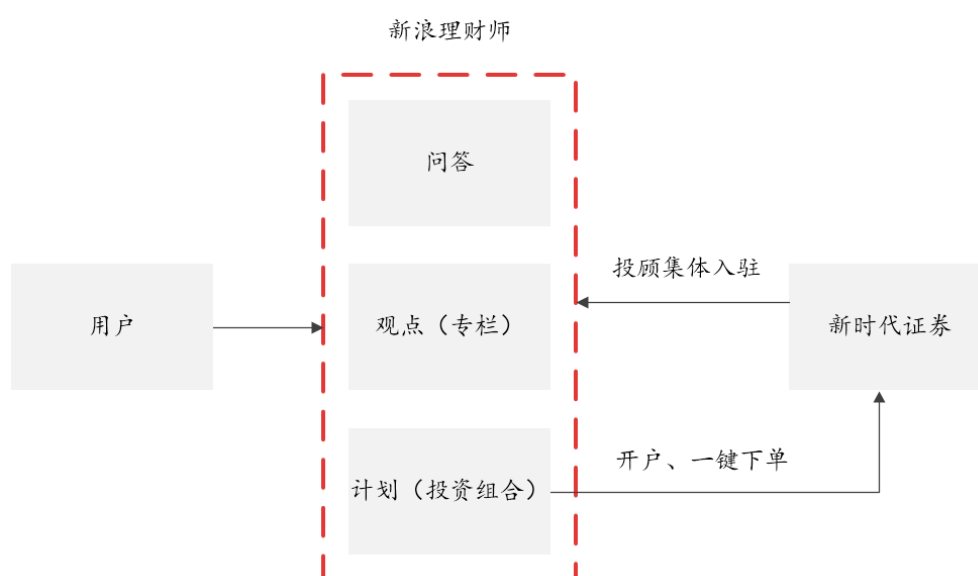 新浪理财师
问答
投顾集体入驻
用户
观点（专栏）
新时代证券
开户、一键下单
计划（投资组合）